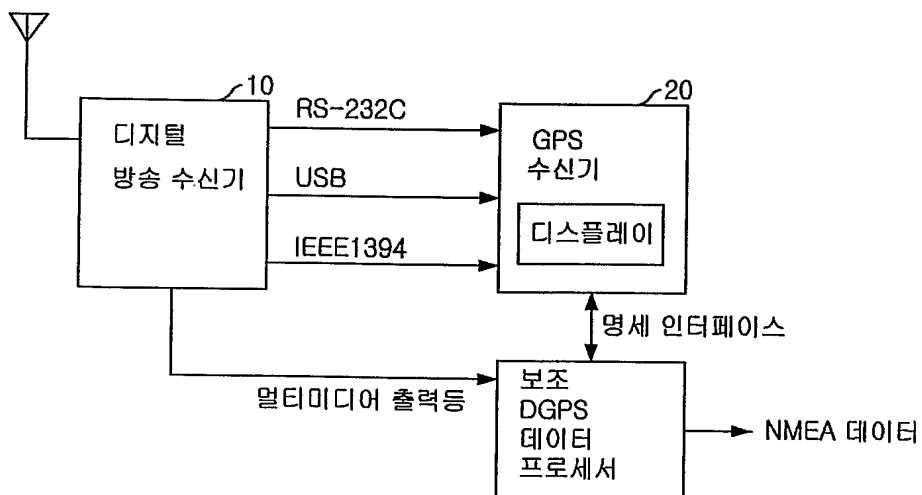 10
디지털
방송 수신기
RS-232C
USB
IEEE1394
20
GPS
수신기
디스플레이
명세 인터페이스
멀티미디어 출력등
보조
DGPS
데이터
프로세서
NMEA 데이터